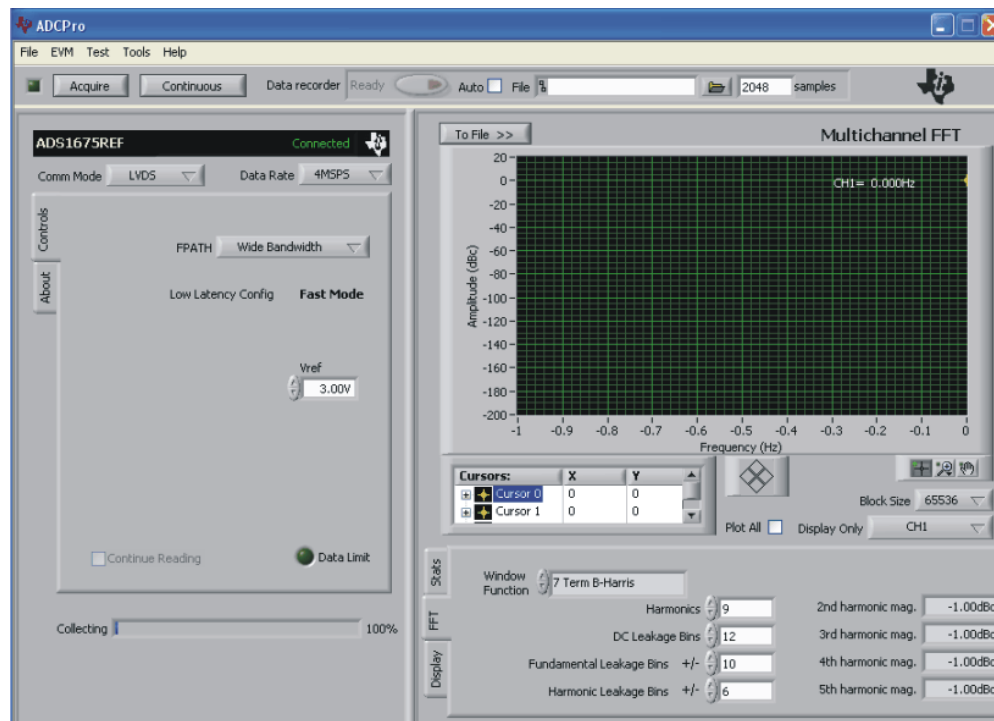 ADCPro
File EVM Test Tools Help
Acquire Continuous Data recorder Ready Auto File 2048 samples
ADS1675REF Connected
Comm Mode LVDS Data Rate 4MSPS
Controls
About
FPATH Wide Bandwidth
Low Latency Config Fast Mode
Vref
3.00V
Continue Reading Data Limit
Collecting 100%
To File >> Multichannel FFT
CH1= 0.000Hz
Amplitude (dBc)
20
0
-20
-40
-60
-80
-100
-120
-140
-160
-180
-200
-1 -0.9 -0.8 -0.7 -0.6 -0.5 -0.4 -0.3 -0.2 -0.1 0
Frequency (Hz)
Cursors: X Y
Cursor 0 0 0
Cursor 1 0 0
Block Size 65536
Plot All Display Only CH1
Stats
FFT
Display
Window Function 7 Term B-Harris
Harmonics 9 2nd harmonic mag. -1.00dBc
DC Leakage Bins 12 3rd harmonic mag. -1.00dBc
Fundamental Leakage Bins +/- 10 4th harmonic mag. -1.00dBc
Harmonic Leakage Bins +/- 6 5th harmonic mag. -1.00dBc